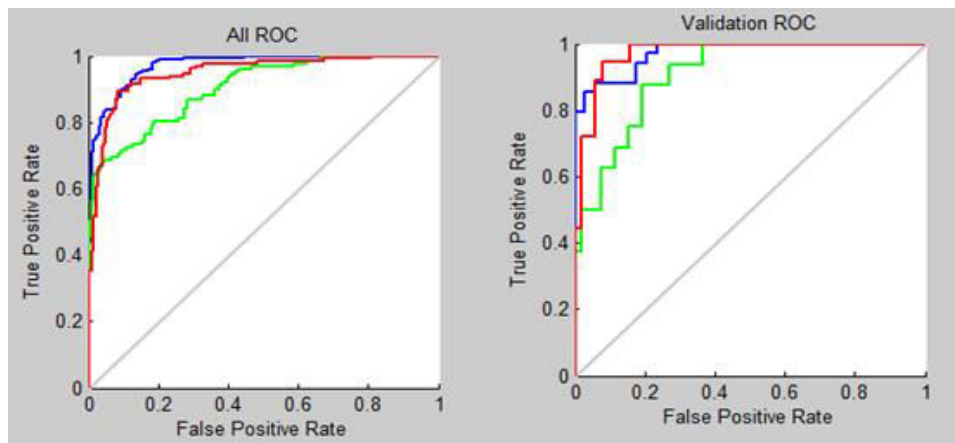 All ROC
1
0.8
0.6
0.4
0.2
0
True Positive Rate
0 0.2 0.4 0.6 0.8 1
False Positive Rate
Validation ROC
1
0.8
0.6
0.4
0.2
0
True Positive Rate
0 0.2 0.4 0.6 0.8 1
False Positive Rate